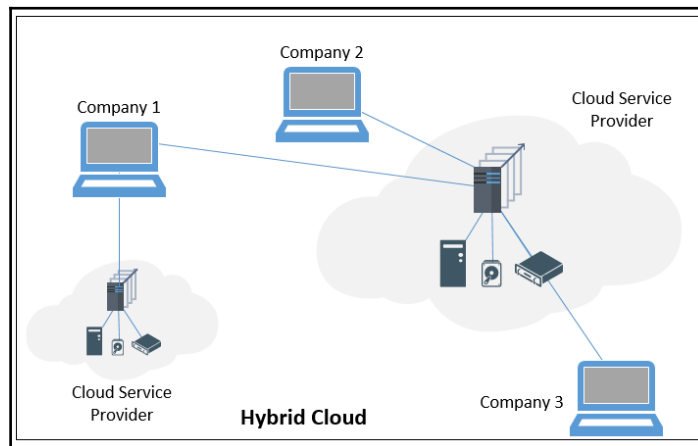 Company 2
Company 1
Cloud Service
Provider
Cloud Service
Provider
Company 3
Hybrid Cloud